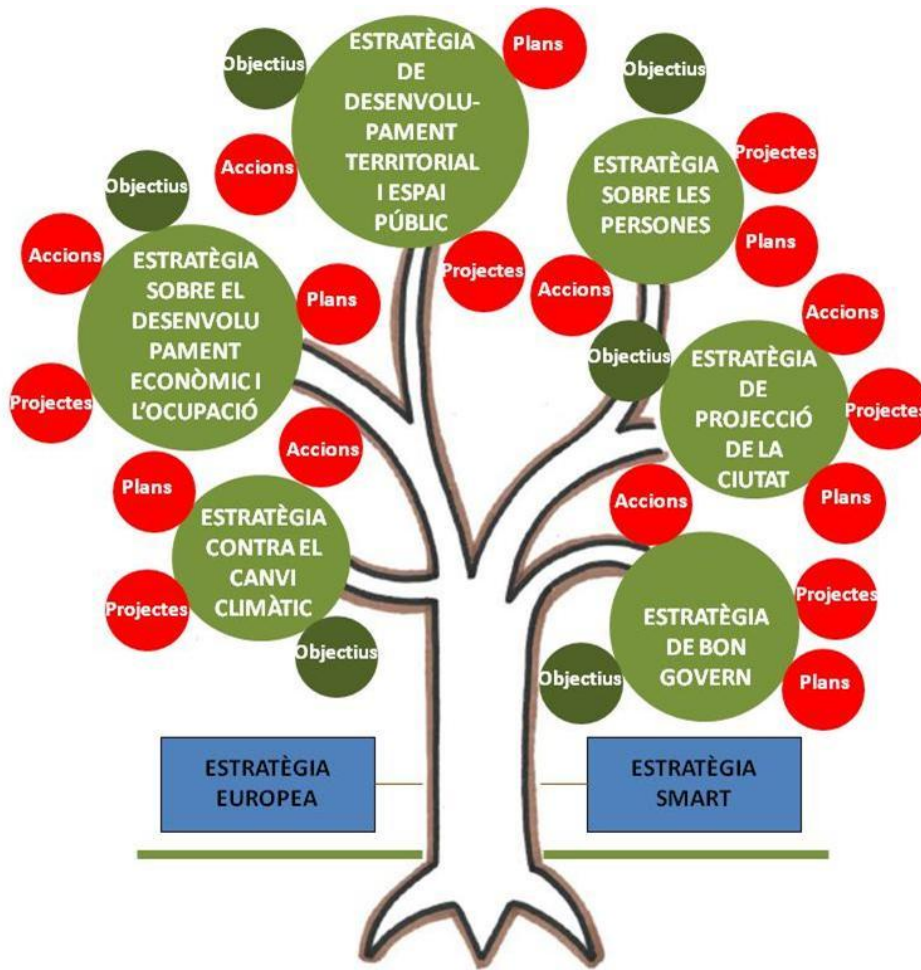 Objectius
ESTRATÈGIA
DE
DESENVOLU-
PAMENT
TERRITORIAL
I ESPAI
PÚBLIC
Plans
Accions
Projectes
Objectius
ESTRATÈGIA
SOBRE LES
PERSONES
Projectes
Plans
Accions
Objectius
Accions
ESTRATÈGIA
SOBRE EL
DESENVOLU
PAMENT
ECONÒMIC I
L'OCUPACIÓ
Plans
Projectes
Objectius
ESTRATÈGIA
DE
PROJECCIÓ
DE LA
CIUTAT
Accions
Projectes
Plans
Accions
Plans
ESTRATÈGIA
CONTRA EL
CANVI
CLIMÀTIC
Projectes
Objectius
Accions
ESTRATÈGIA
DE BON
GOVERN
Projectes
Objectius
Plans
ESTRATÈGIA
EUROPEA
ESTRATÈGIA
SMART